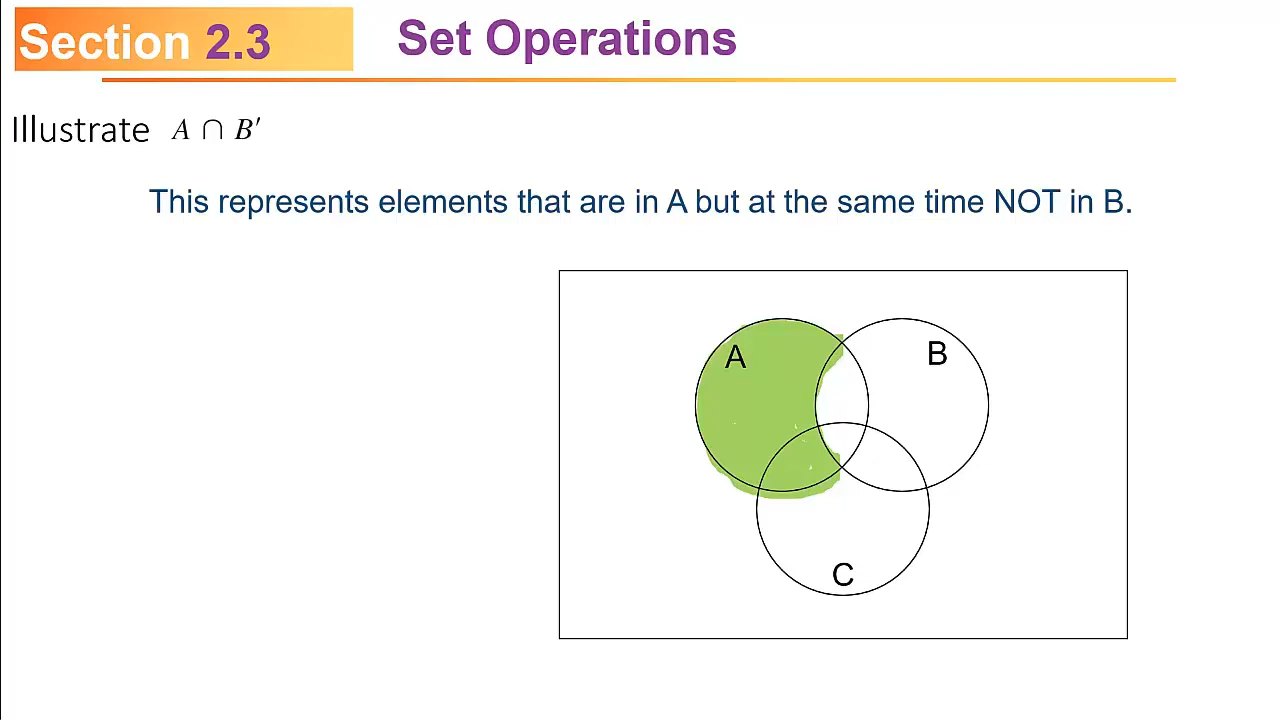 Section 2.3
Set Operations
Illustrate A ∩ B′
This represents elements that are in A but at the same time NOT in B.
A
B
C